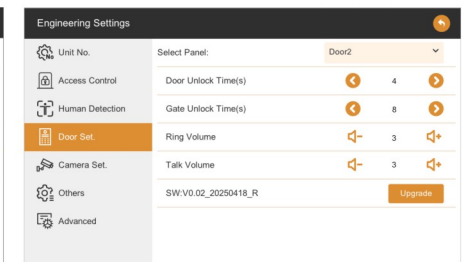 Engineering Settings
Unit No.
Select Panel:
Door2
Access Control
Door Unlock Time(s)
4
Human Detection
Gate Unlock Time(s)
8
Door Set.
Ring Volume
3
Camera Set.
Talk Volume
3
Others
SW:V0.02_20250418_R
Upgrade
Advanced